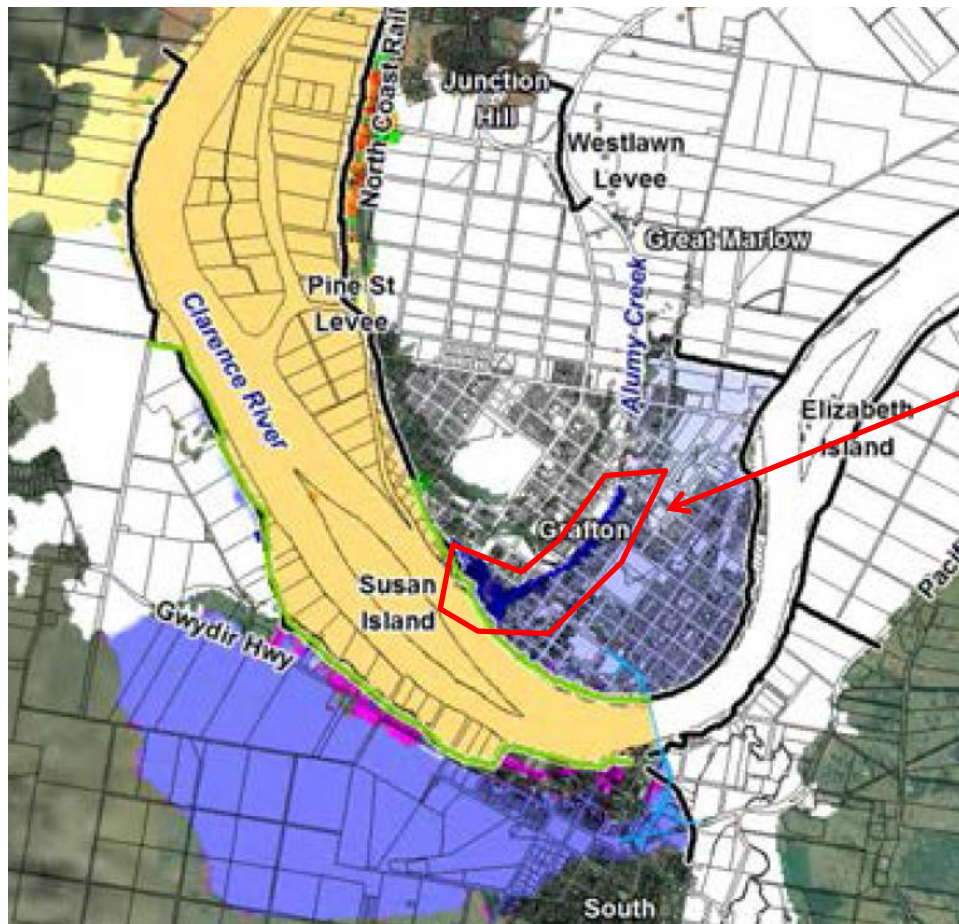 North Coast Rail
Junction
Hill
Westlawn
Levee
Great Marlow
Pine St
Levee
Alumy Creek
Clarence River
Elizabeth
Island
Grafton
Susan
Island
Pacifi
Gwydir Hwy
South